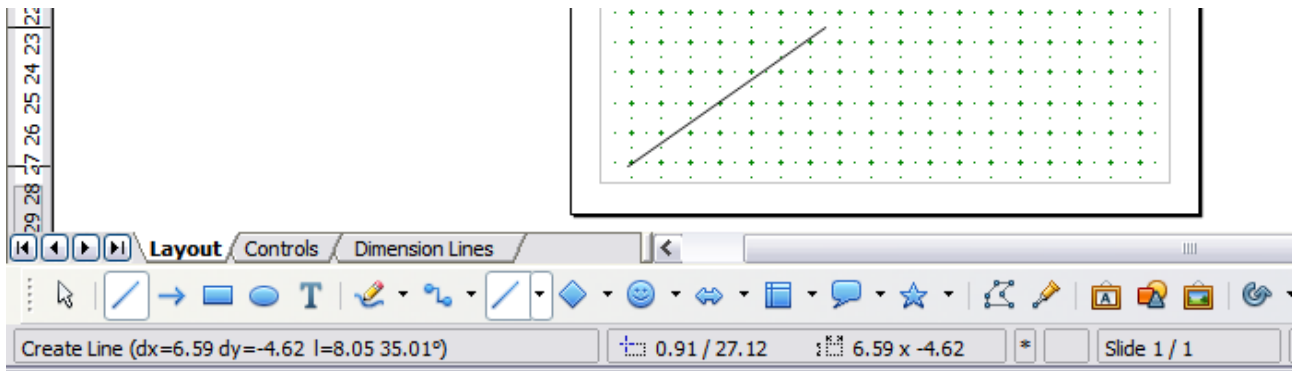 22
23
24
25
26
27
28
29
Layout Controls Dimension Lines
T
A
Create Line (dx=6.59 dy=-4.62 l=8.05 35.01°) 0.91 / 27.12 6.59 x -4.62 * Slide 1 / 1